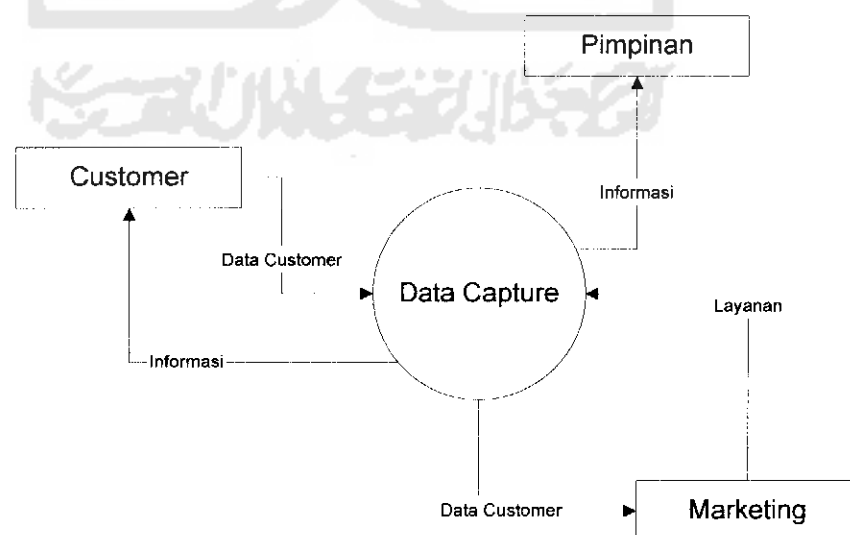 Pimpinan
Customer
Informasi
Data Customer
Data Capture
Layanan
Informasi
Data Customer
Marketing